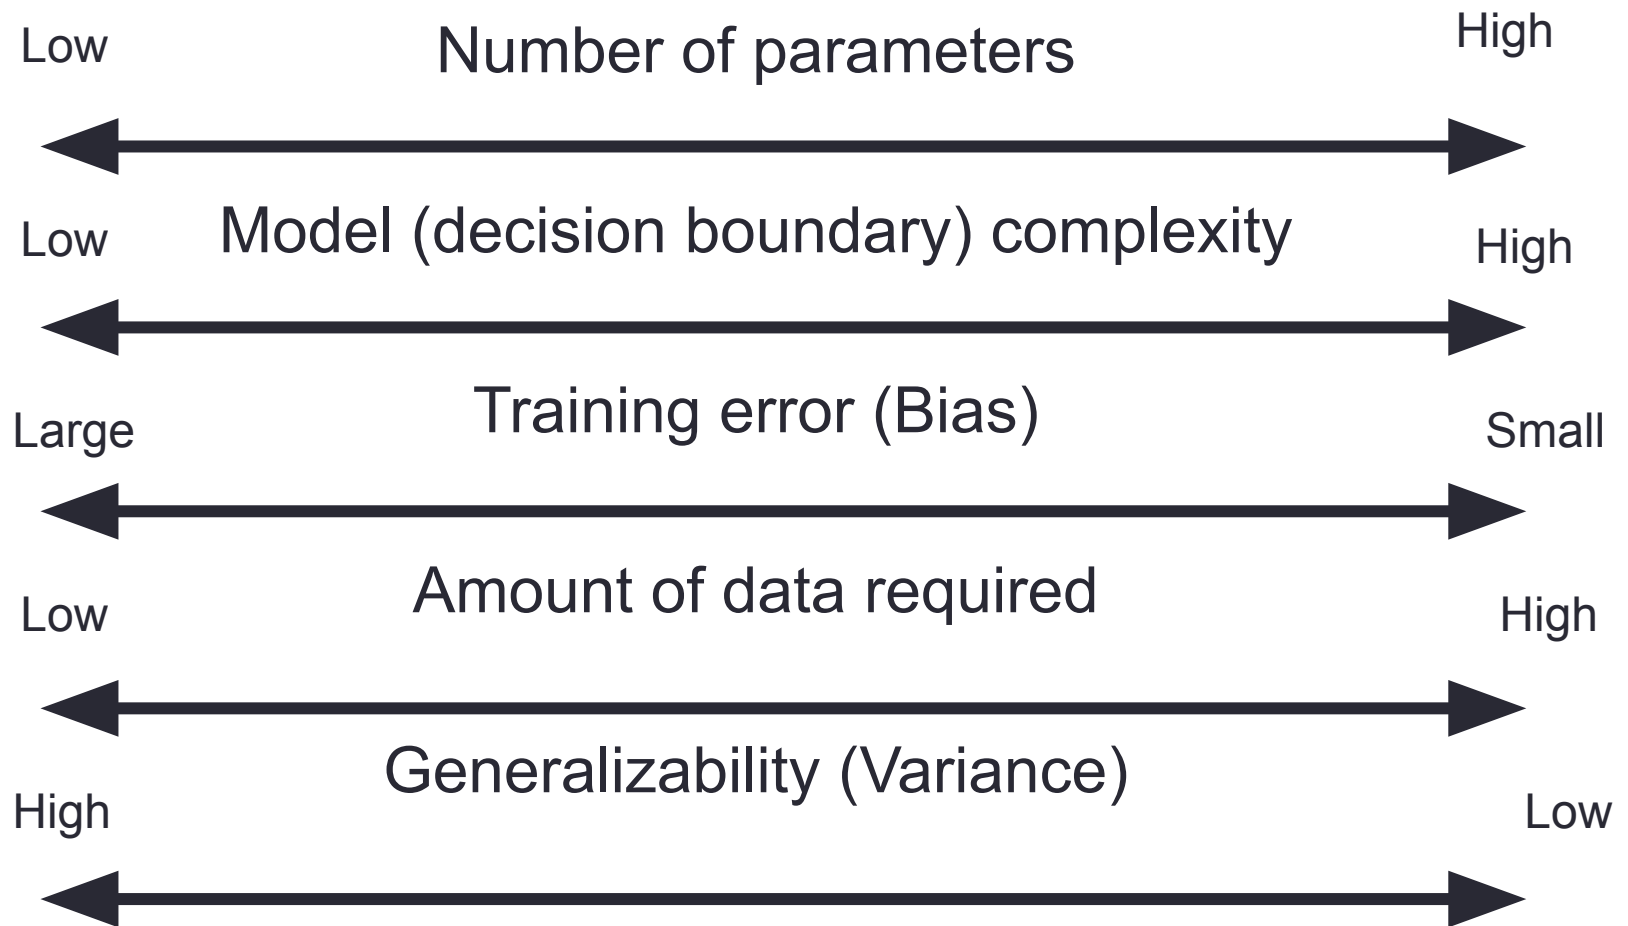 Low Number of parameters High
Low Model (decision boundary) complexity High
Large Training error (Bias) Small
Low Amount of data required High
Generalizability (Variance)
High Low